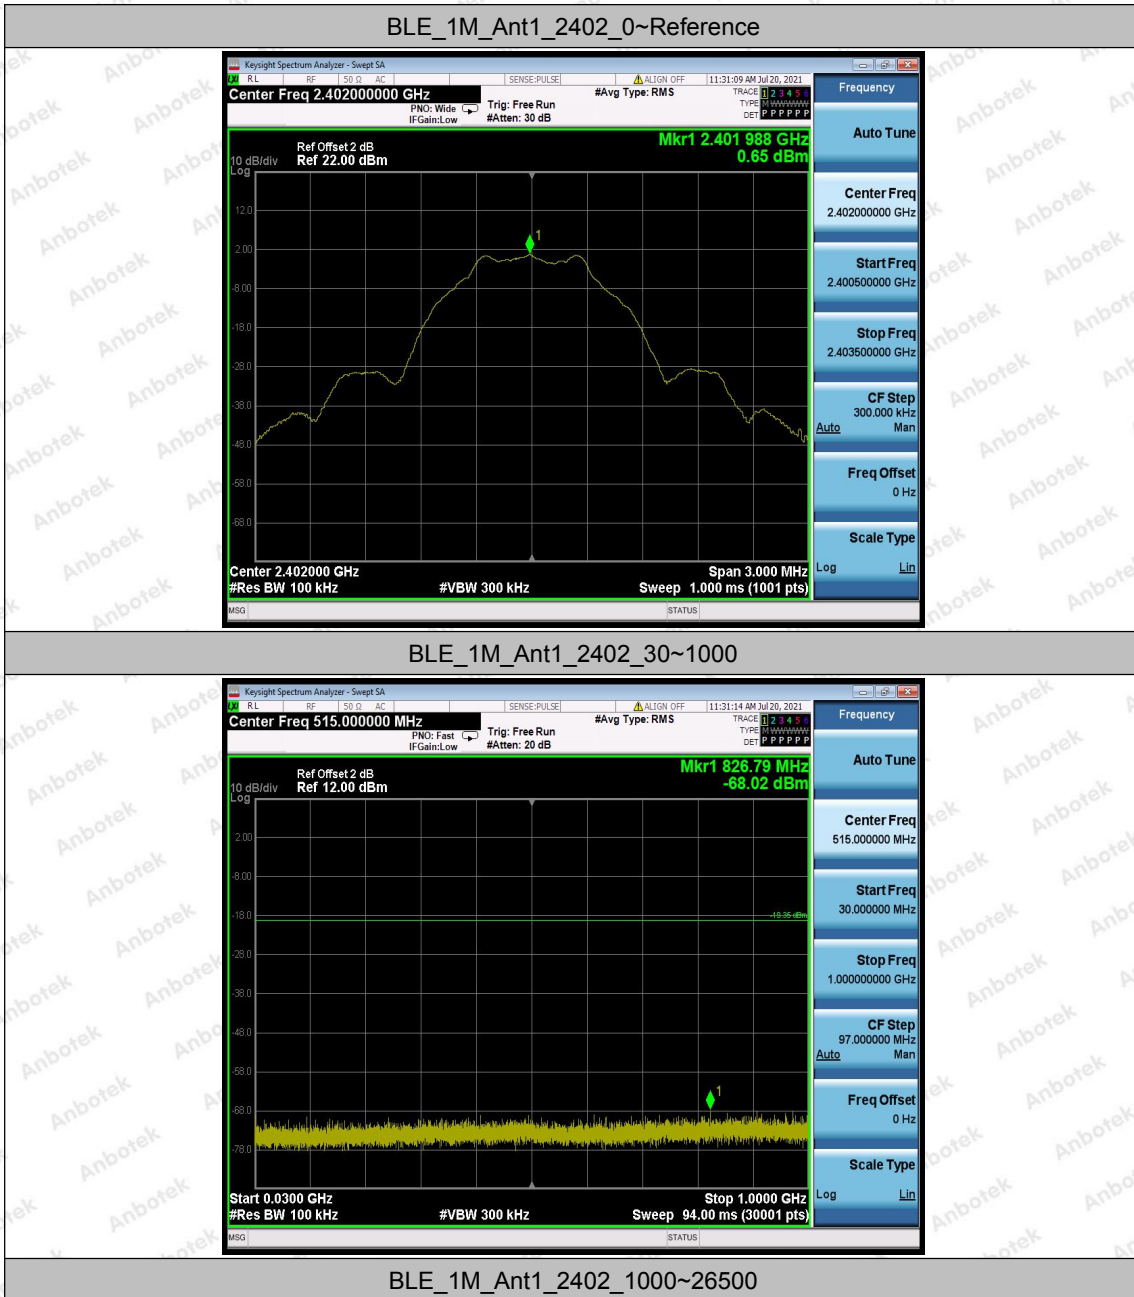 BLE_1M_Ant1_2402_0~Reference
Keysight Spectrum Analyzer - Swept SA
RL RF 50 Ω AC SENSE:PULSE ALIGN OFF 11:31:09 AM Jul 20, 2021
Center Freq 2.402000000 GHz
PNO: Wide
IFGain:Low
Trig: Free Run
#Atten: 30 dB
#Avg Type: RMS
TRACE 1 2 3 4 5 6
TYPE M WWWWW
DET P P P P P P
Ref Offset 2 dB
10 dB/div Ref 22.00 dBm
Log
Mkr1 2.401 988 GHz
0.65 dBm
12.0
2.00
-8.00
-18.0
-28.0
-38.0
-48.0
-58.0
-68.0
1
Center 2.402000 GHz
Span 3.000 MHz
#Res BW 100 kHz
#VBW 300 kHz
Sweep 1.000 ms (1001 pts)
MSG
STATUS
Frequency
Auto Tune
Center Freq
2.402000000 GHz
Start Freq
2.400500000 GHz
Stop Freq
2.403500000 GHz
CF Step
300.000 kHz
Auto Man
Freq Offset
0 Hz
Scale Type
Log Lin
BLE_1M_Ant1_2402_30~1000
Keysight Spectrum Analyzer - Swept SA
RL RF 50 Ω AC SENSE:PULSE ALIGN OFF 11:31:14 AM Jul 20, 2021
Center Freq 515.000000 MHz
PNO: Fast
IFGain:Low
Trig: Free Run
#Atten: 20 dB
#Avg Type: RMS
TRACE 1 2 3 4 5 6
TYPE M WWWWW
DET P P P P P P
Ref Offset 2 dB
10 dB/div Ref 12.00 dBm
Log
Mkr1 826.79 MHz
-68.02 dBm
2.00
-8.00
-18.0
-19.35 dBm
-28.0
-38.0
-48.0
-58.0
-68.0
-78.0
1
Start 0.0300 GHz
Stop 1.0000 GHz
#Res BW 100 kHz
#VBW 300 kHz
Sweep 94.00 ms (30001 pts)
MSG
STATUS
Frequency
Auto Tune
Center Freq
515.000000 MHz
Start Freq
30.000000 MHz
Stop Freq
1.000000000 GHz
CF Step
97.000000 MHz
Auto Man
Freq Offset
0 Hz
Scale Type
Log Lin
BLE_1M_Ant1_2402_1000~26500
Anbotek